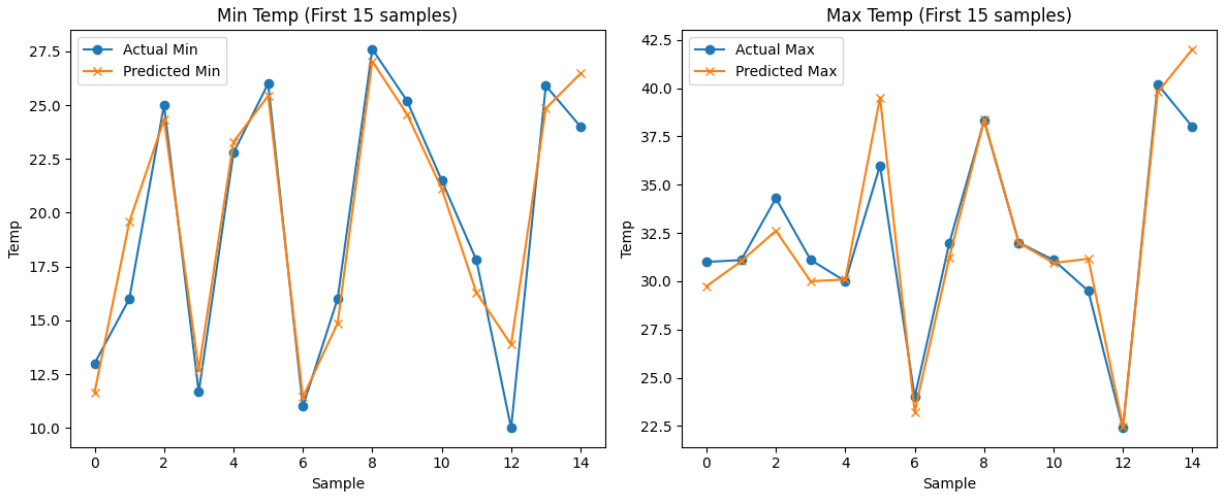 Min Temp (First 15 samples)
Actual Min
Predicted Min
27.5
25.0
22.5
20.0
17.5
15.0
12.5
10.0
Temp
0 2 4 6 8 10 12 14
Sample
Max Temp (First 15 samples)
Actual Max
Predicted Max
42.5
40.0
37.5
35.0
32.5
30.0
27.5
25.0
22.5
Temp
0 2 4 6 8 10 12 14
Sample